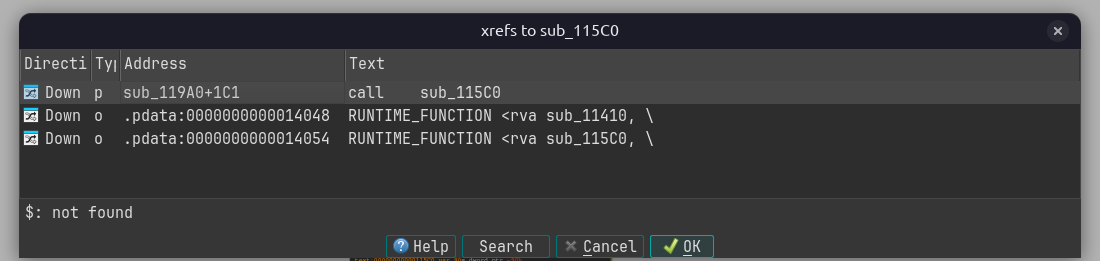 xrefs to sub_115C0
Directi Typ Address Text
Down p sub_119A0+1C1 call sub_115C0
Down o .pdata:0000000000014048 RUNTIME_FUNCTION <rva sub_11410, \
Down o .pdata:0000000000014054 RUNTIME_FUNCTION <rva sub_115C0, \
$: not found
Help Search Cancel OK